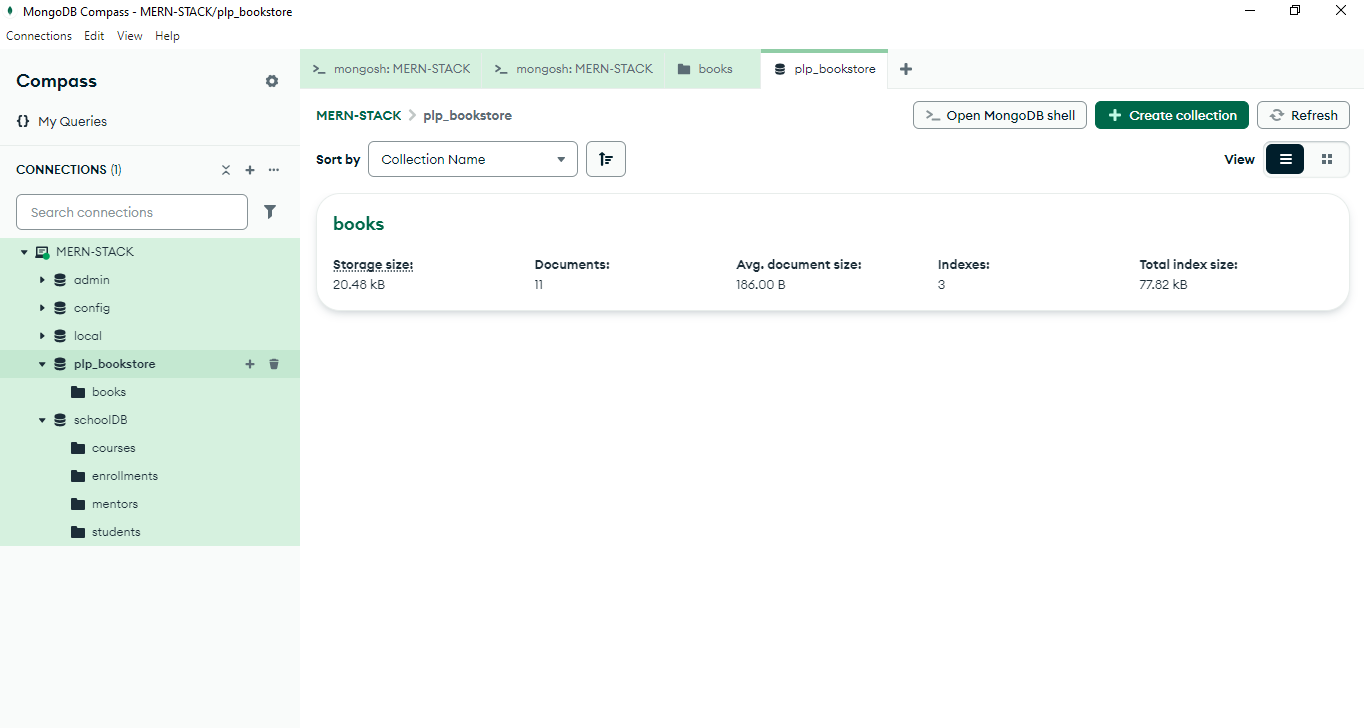 MongoDB Compass - MERN-STACK/plp_bookstore
Connections Edit View Help
Compass
{} My Queries
CONNECTIONS (1)
Search connections
MERN-STACK
admin
config
local
plp_bookstore
books
schoolDB
courses
enrollments
mentors
students
>_ mongosh: MERN-STACK >_ mongosh: MERN-STACK books plp_bookstore
MERN-STACK > plp_bookstore
>_ Open MongoDB shell + Create collection Refresh
Sort by Collection Name View
books
Storage size: Documents: Avg. document size: Indexes: Total index size:
20.48 kB 11 186.00 B 3 77.82 kB